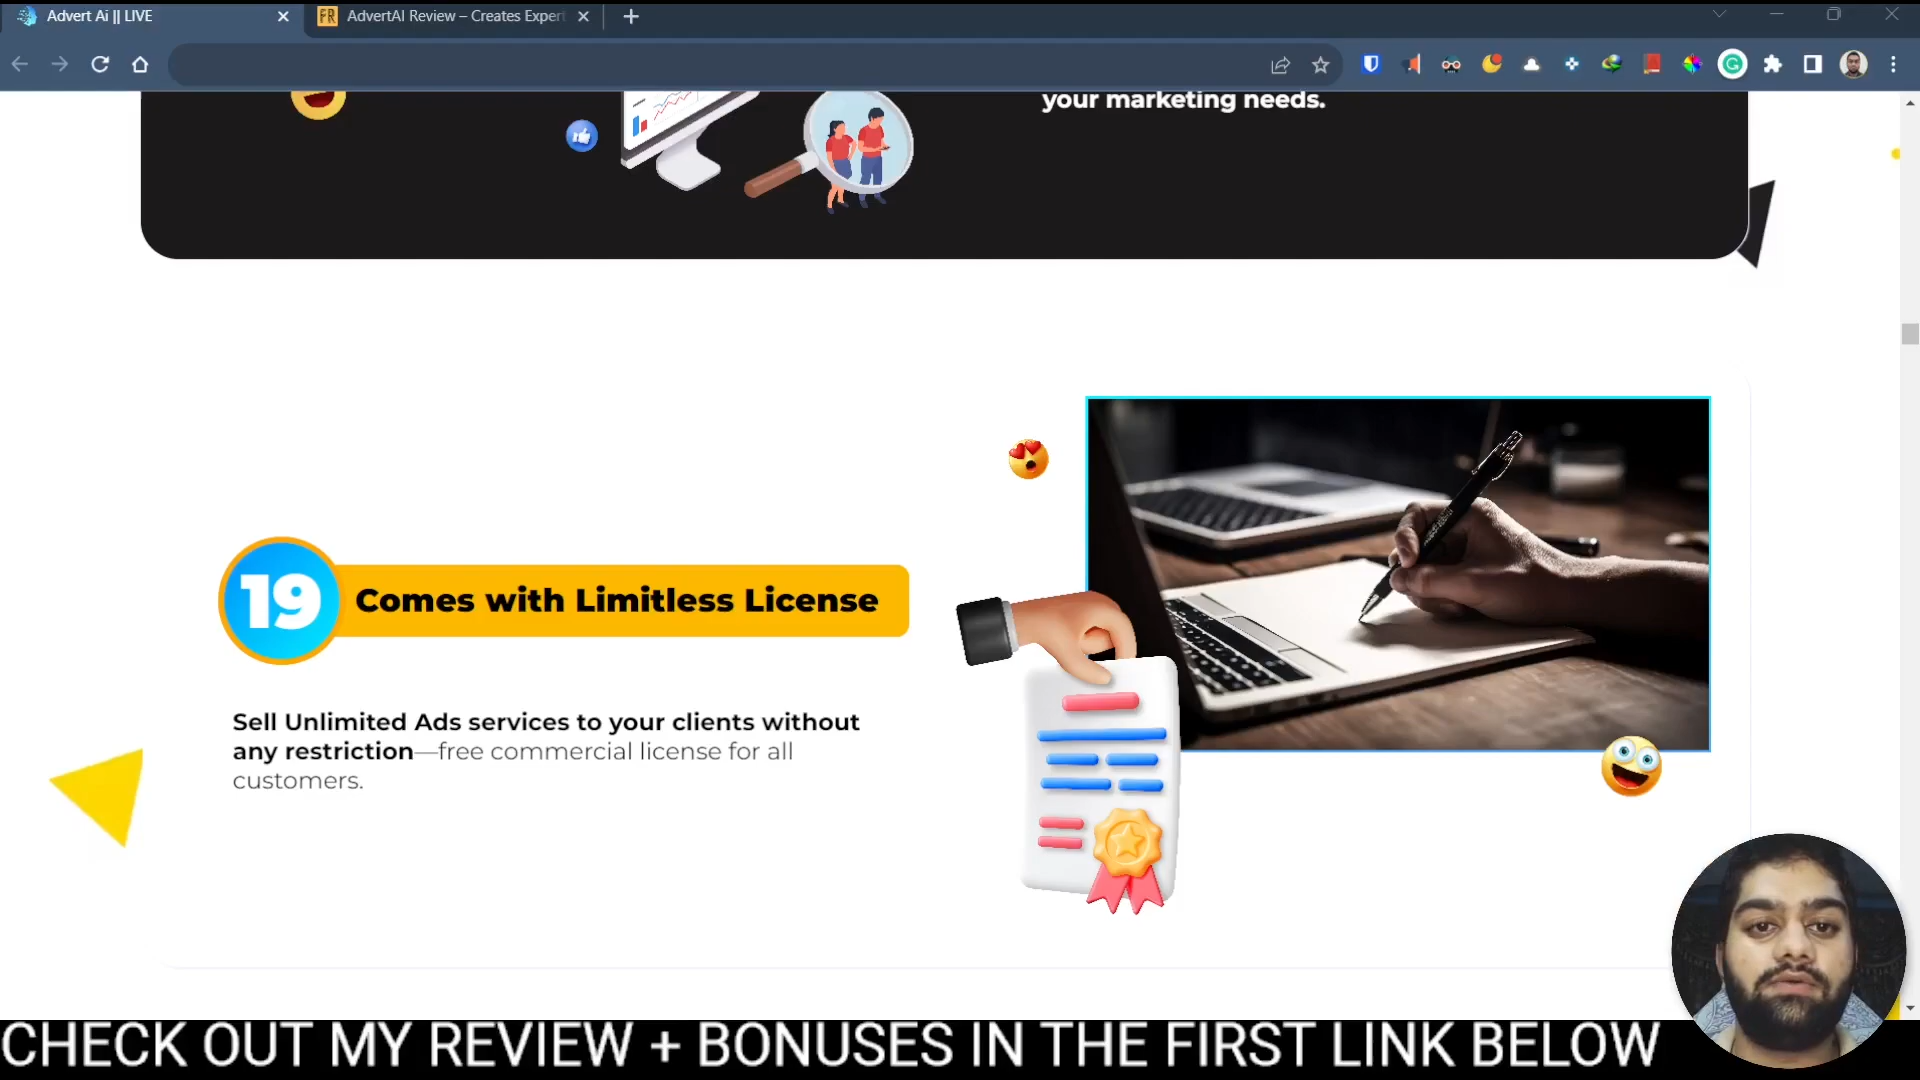 Advert Ai || LIVE
AdvertAI Review – Creates Expert
your marketing needs.
19
Comes with Limitless License
Sell Unlimited Ads services to your clients without
any restriction—free commercial license for all
customers.
CHECK OUT MY REVIEW + BONUSES IN THE FIRST LINK BELOW